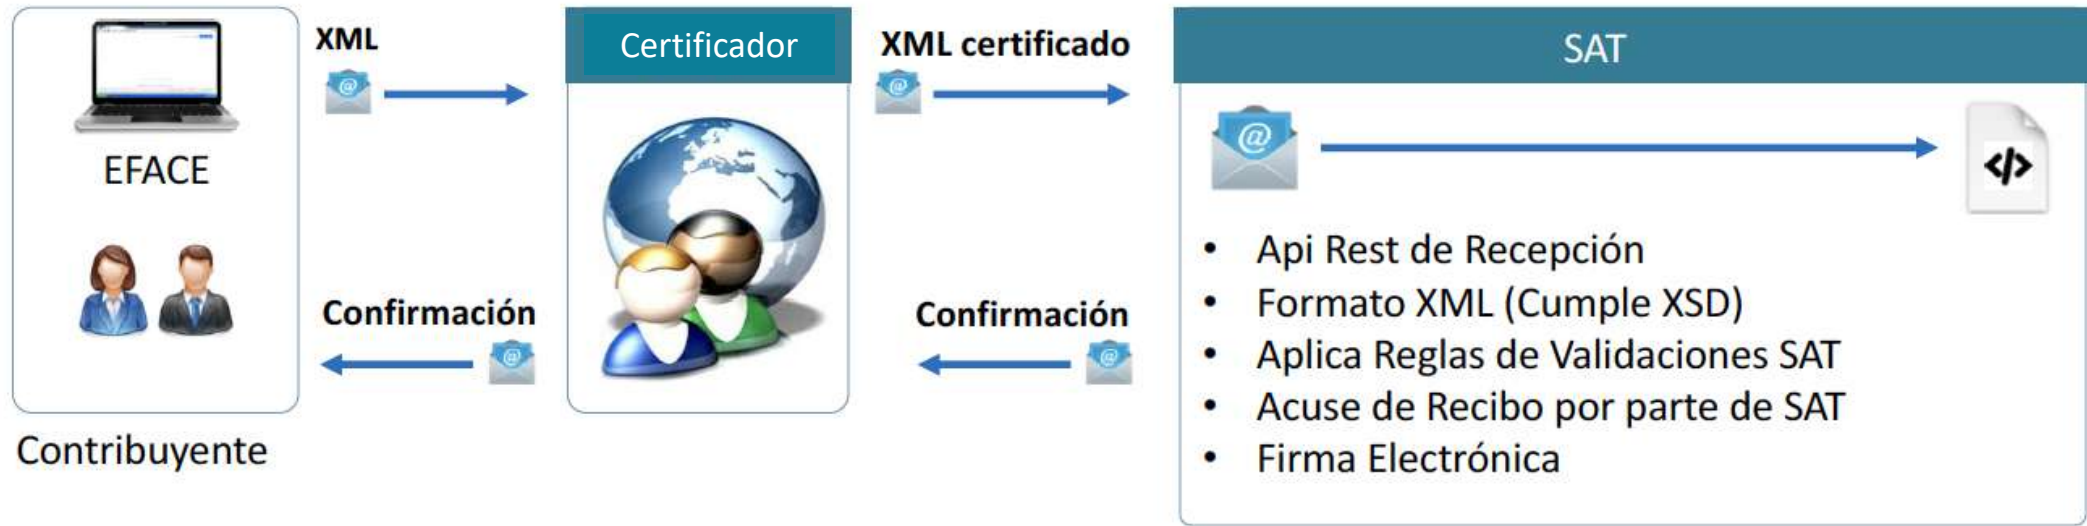 XML
EFACE
Confirmación
Contribuyente
Certificador
XML certificado
Confirmación
SAT
@
</>
• Api Rest de Recepción
• Formato XML (Cumple XSD)
• Aplica Reglas de Validaciones SAT
• Acuse de Recibo por parte de SAT
• Firma Electrónica